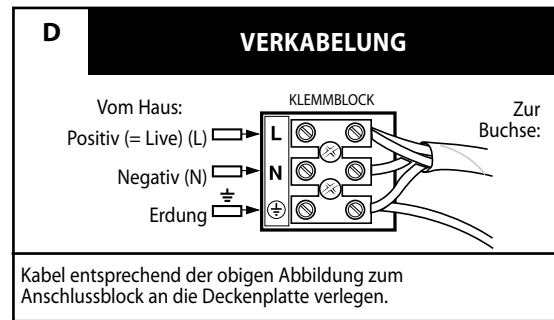 D
VERKABELUNG
Vom Haus:
KLEMMBLOCK
Zur
Buchse:
Positiv (= Live) (L)
L
Negativ (N)
N
Erdung
Kabel entsprechend der obigen Abbildung zum
Anschlussblock an die Deckenplatte verlegen.